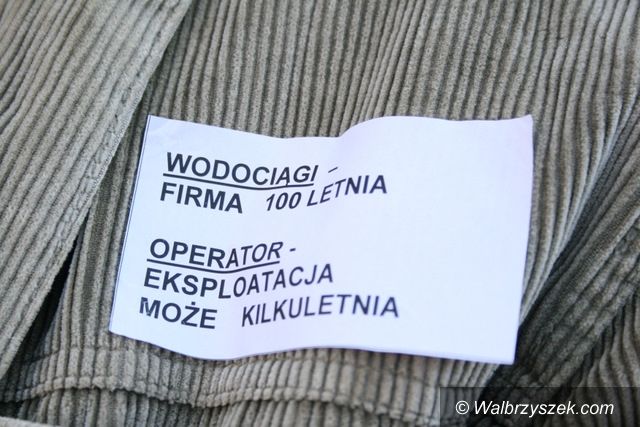 WODOCIĄGI -
FIRMA 100 LETNIA
OPERATOR -
EKSPLOATACJA
MOŻE KILKULETNIA
© Walbrzyszek.com